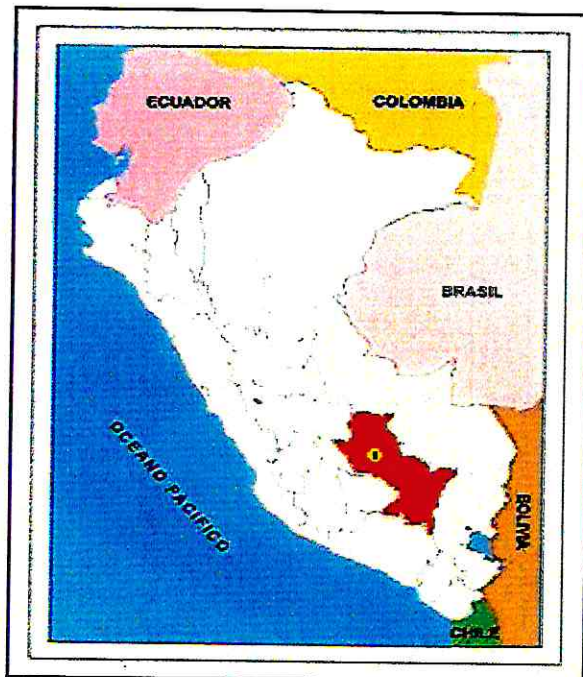 ECUADOR
COLOMBIA
BRASIL
OCEANO PACIFICO
BOLIVIA
CHILE